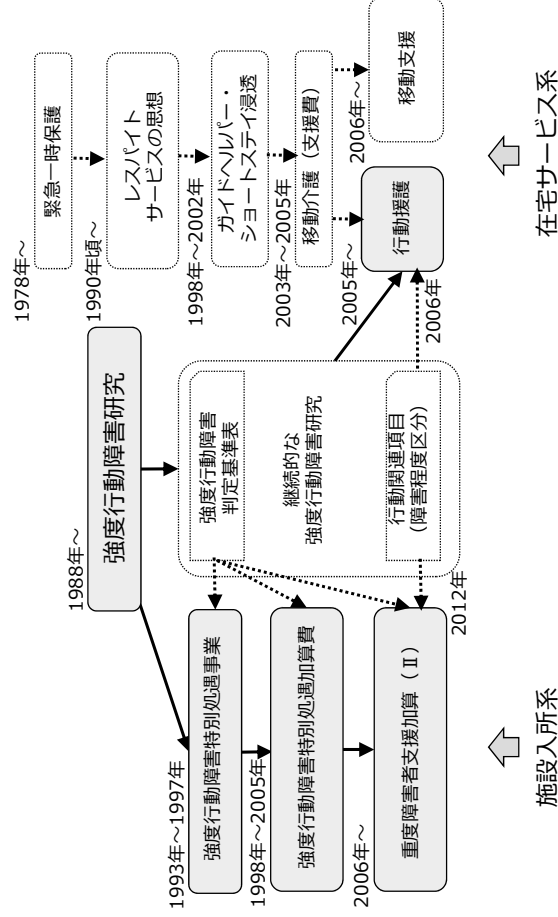 1988年～
強度行動障害研究
1993年～1997年
強度行動障害特別処遇事業
1998年～2005年
強度行動障害特別処遇加算費
2006年～
重度障害者支援加算（Ⅱ）
強度行動障害
判定基準表
継続的な
強度行動障害研究
行動関連項目
（障害程度区分）
2012年
2006年
1978年～
緊急一時保護
1990年頃～
レスパイト
サービスの思想
1998年～2002年
ガイドヘルパー・
ショートステイ浸透
2003年～2005年
移動介護（支援費）
2005年～
行動援護
2006年～
移動支援
施設入所系
在宅サービス系